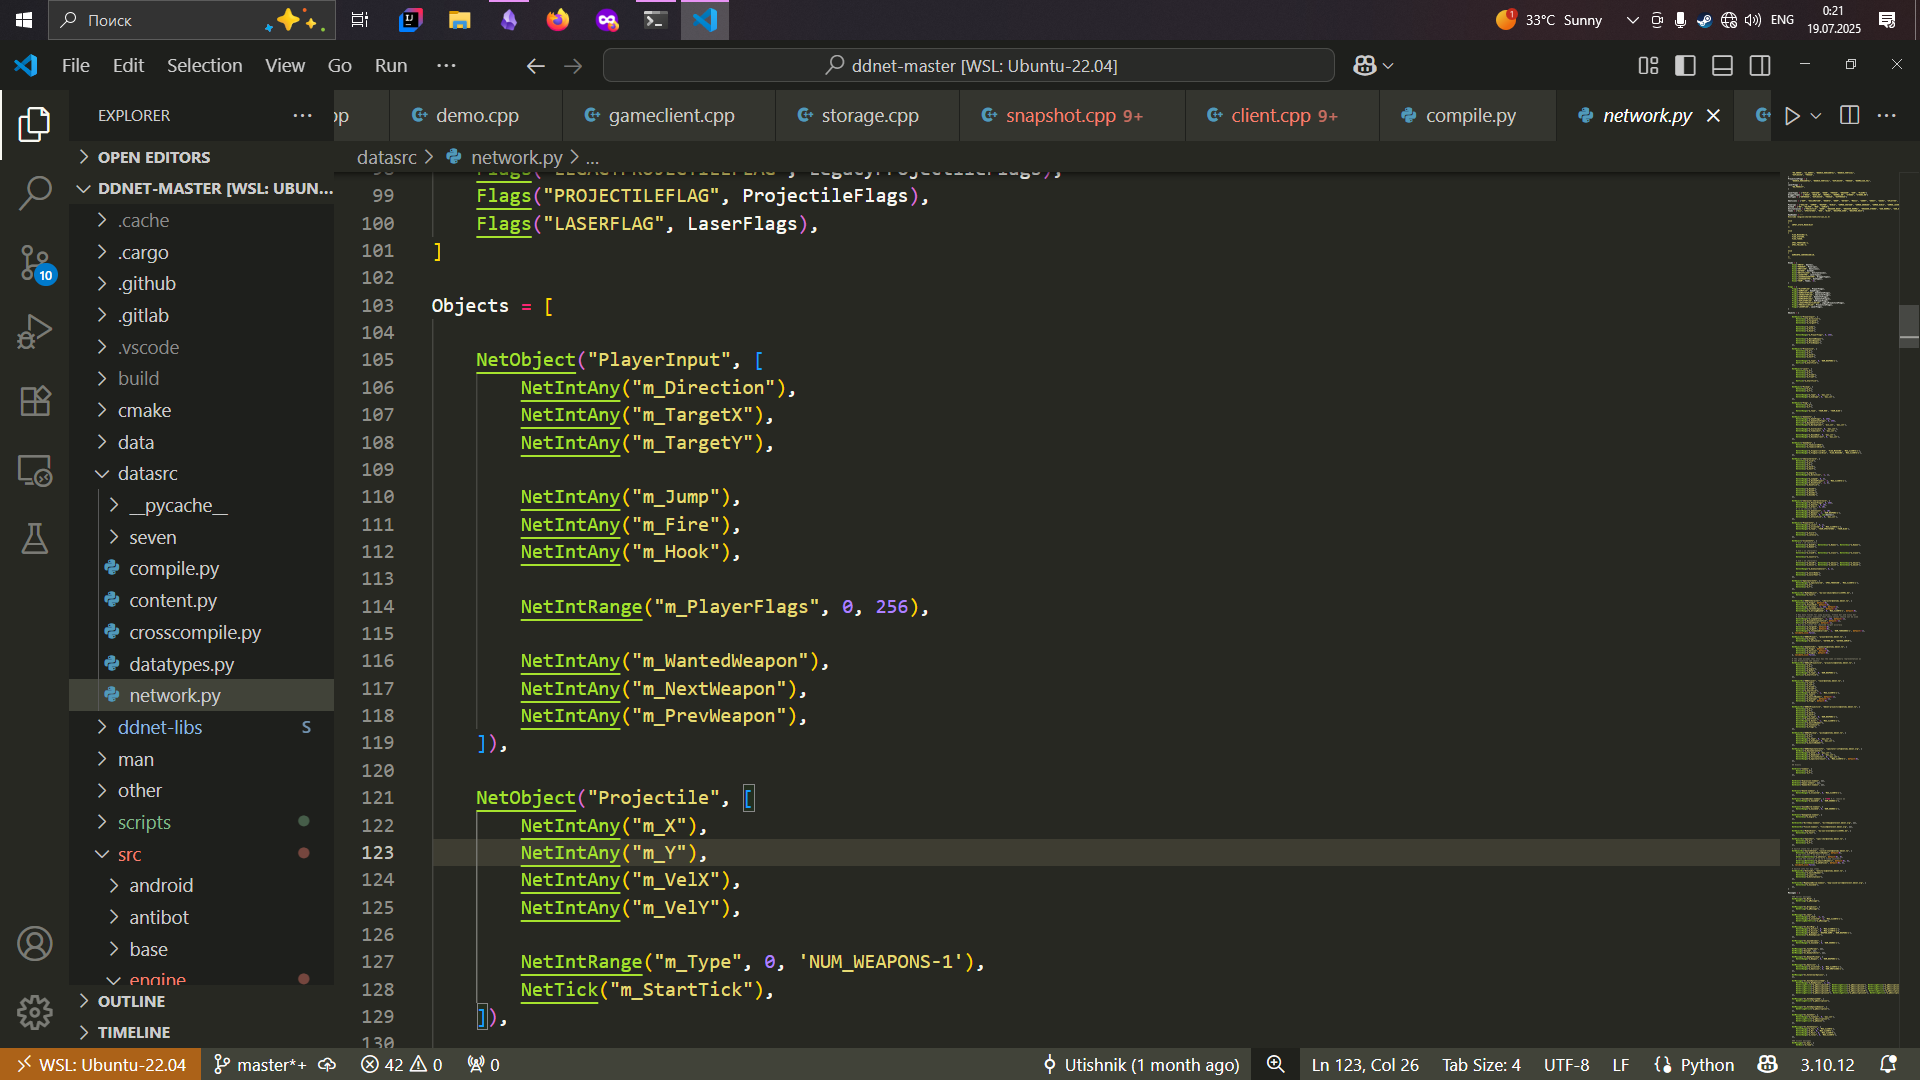 Поиск
33°C Sunny
ENG
0:21
19.07.2025
File Edit Selection View Go Run ···
ddnet-master [WSL: Ubuntu-22.04]
EXPLORER
pp
demo.cpp
gameclient.cpp
storage.cpp
snapshot.cpp 9+
client.cpp 9+
compile.py
network.py
datasrc > network.py > ...
OPEN EDITORS
DDNET-MASTER [WSL: UBUN...
.cache
.cargo
.github
.gitlab
.vscode
build
cmake
data
datasrc
__pycache__
seven
compile.py
content.py
crosscompile.py
datatypes.py
network.py
ddnet-libs S
man
other
scripts
src
android
antibot
base
engine
OUTLINE
TIMELINE
10
98 Flags("LEGACYPROJECTILEFLAG", LegacyProjectileFlags),
99 Flags("PROJECTILEFLAG", ProjectileFlags),
100 Flags("LASERFLAG", LaserFlags),
101 ]
102
103 Objects = [
104
105 NetObject("PlayerInput", [
106 NetIntAny("m_Direction"),
107 NetIntAny("m_TargetX"),
108 NetIntAny("m_TargetY"),
109
110 NetIntAny("m_Jump"),
111 NetIntAny("m_Fire"),
112 NetIntAny("m_Hook"),
113
114 NetIntRange("m_PlayerFlags", 0, 256),
115
116 NetIntAny("m_WantedWeapon"),
117 NetIntAny("m_NextWeapon"),
118 NetIntAny("m_PrevWeapon"),
119 ]),
120
121 NetObject("Projectile", [
122 NetIntAny("m_X"),
123 NetIntAny("m_Y"),
124 NetIntAny("m_VelX"),
125 NetIntAny("m_VelY"),
126
127 NetIntRange("m_Type", 0, 'NUM_WEAPONS-1'),
128 NetTick("m_StartTick"),
129 ]),
130
WSL: Ubuntu-22.04
master*+
42 0
0
Utishnik (1 month ago)
Ln 123, Col 26
Tab Size: 4
UTF-8
LF
Python
3.10.12